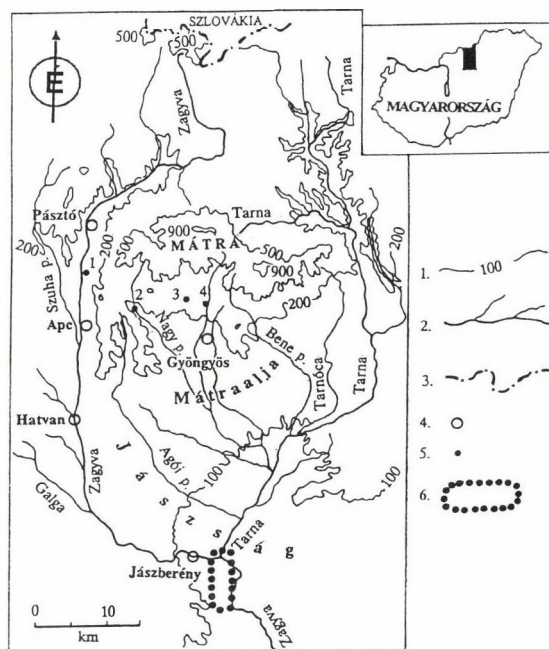 SZLOVÁKIA
500
500
É
Zagyva
Tarna
MAGYARORSZÁG
Pásztó
200
Szuha p.
200
500
900
MÁTRA
Tarna
500
900
200
200
1
2
3
4
Apc
Nagy p.
Gyöngyös
Bene p.
Mátraalja
Tarnóca
Tarna
Hatvan
Zagyva
Galga
Jászság
Agói p.
100
100
Tarna
Jászberény
Zagyva
0 10
km
1. 100
2.
3.
4.
5.
6.